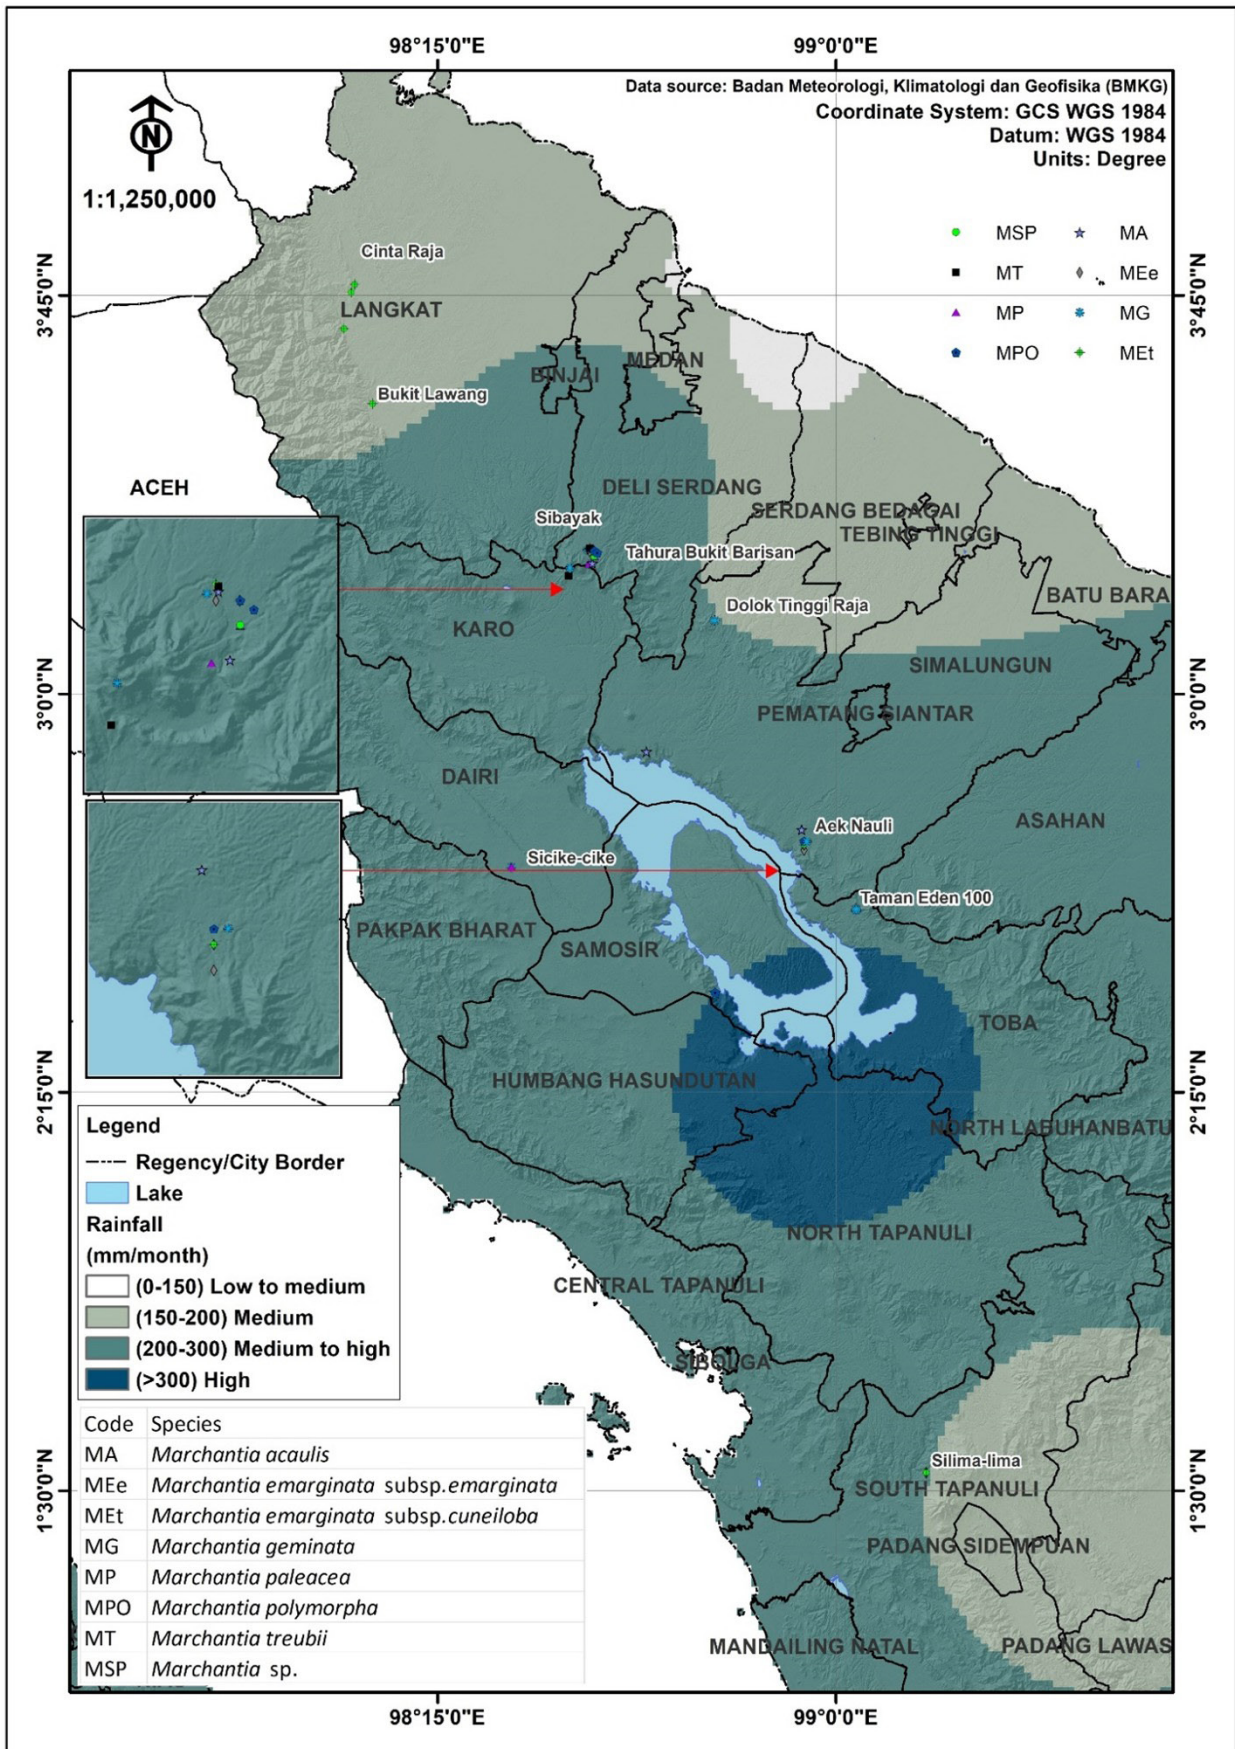 98°15'0"E 99°0'0"E
Data source: Badan Meteorologi, Klimatologi dan Geofisika (BMKG)
Coordinate System: GCS WGS 1984
Datum: WGS 1984
Units: Degree
N
1:1,250,000
MSP MA
MT MEe
MP MG
MPO MEt
3°45'0"N 3°45'0"N
Cinta Raja
LANGKAT
MEDAN
BINJAI
Bukit Lawang
ACEH
DELI SERDANG
SERDANG BEDAGAI
Sibayak
TEBING TINGGI
Tahura Bukit Barisan
BATU BARA
Dolok Tinggi Raja
KARO
SIMALUNGUN
3°0'0"N 3°0'0"N
PEMATANG SIANTAR
DAIRI
ASAHAN
Aek Nauli
Sicike-cike
Taman Eden 100
PAKPAK BHARAT
SAMOSIR
TOBA
HUMBANG HASUNDUTAN
2°15'0"N 2°15'0"N
NORTH LABUHANBATU
NORTH TAPANULI
CENTRAL TAPANULI
SIBOLGA
Silima-lima
SOUTH TAPANULI
1°30'0"N 1°30'0"N
PADANG SIDEMPUAN
MANDAILING NATAL
PADANG LAWAS
Legend
Regency/City Border
Lake
Rainfall
(mm/month)
(0-150) Low to medium
(150-200) Medium
(200-300) Medium to high
(>300) High
Code Species
MA Marchantia acaulis
MEe Marchantia emarginata subsp.emarginata
MEt Marchantia emarginata subsp.cuneiloba
MG Marchantia geminata
MP Marchantia paleacea
MPO Marchantia polymorpha
MT Marchantia treubii
MSP Marchantia sp.
98°15'0"E 99°0'0"E